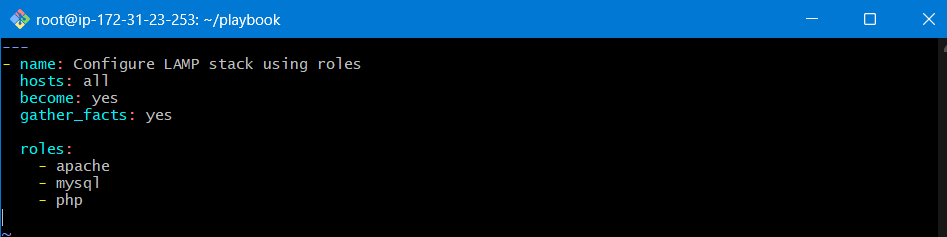 root@ip-172-31-23-253: ~/playbook
---
- name: Configure LAMP stack using roles
  hosts: all
  become: yes
  gather_facts: yes

  roles:
    - apache
    - mysql
    - php

~